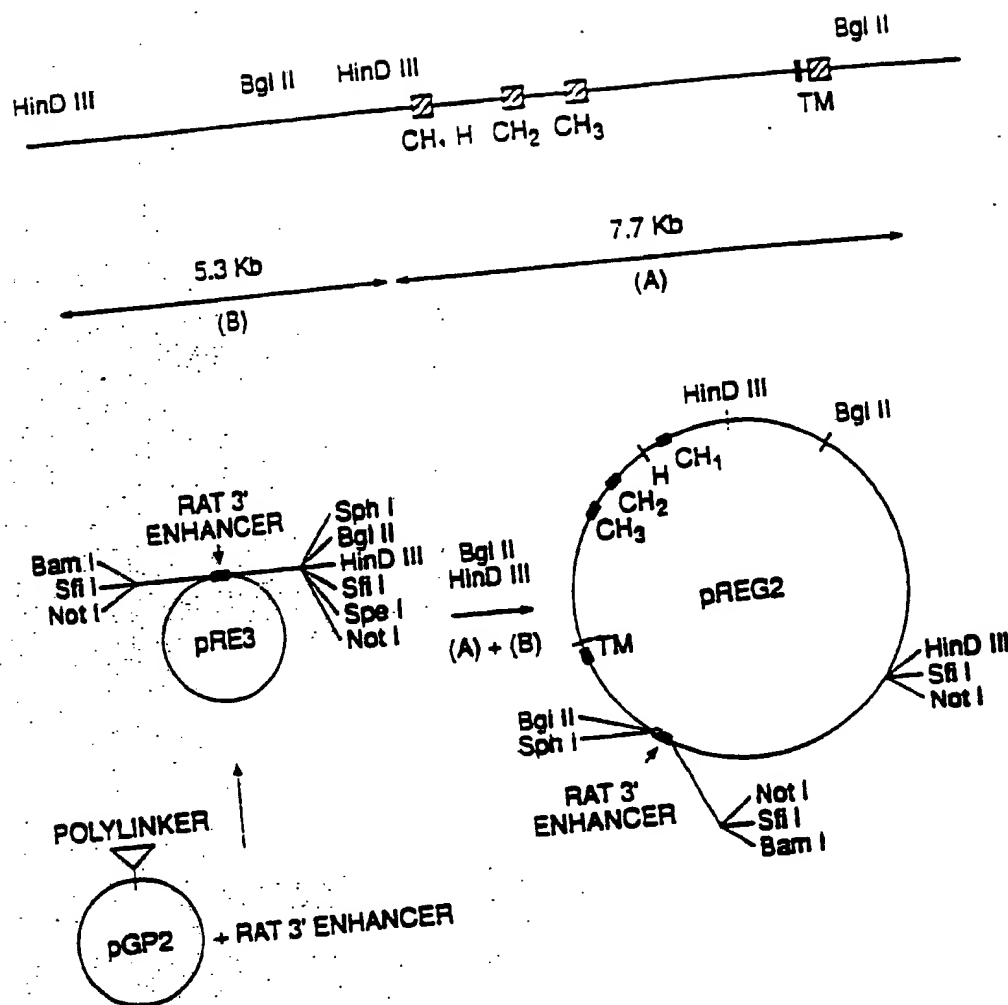 Bgl II
HinD III
Bgl II
HinD III
TM
CH, H
CH2
CH3
7.7 Kb
(A)
5.3 Kb
(B)
HinD III
Bgl II
CH1
H
CH2
CH3
pREG2
TM
HinD III
Sfi I
Not I
Bgl II
Sph I
RAT 3'
ENHANCER
Not I
Sfi I
Bam I
RAT 3'
ENHANCER
Bam I
Sfi I
Not I
Sph I
Bgl II
HinD III
Sfi I
Spe I
Not I
pRE3
Bgl II
HinD III
(A) + (B)
POLYLINKER
pGP2
+ RAT 3' ENHANCER